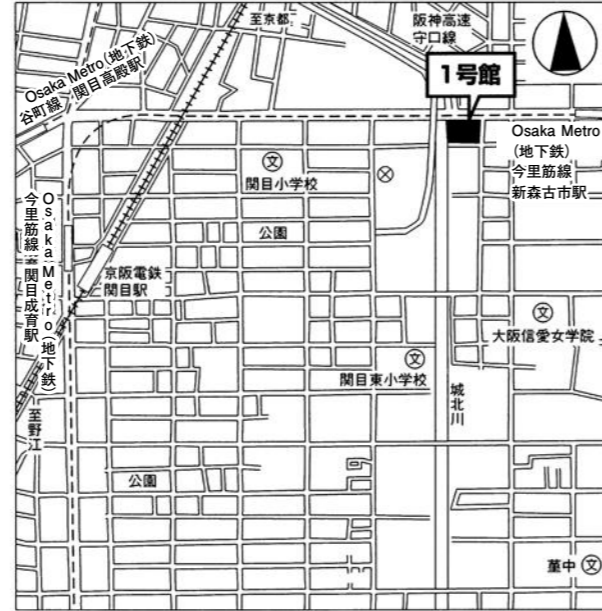 至京都
阪神高速
守口線
1号館
Osaka Metro(地下鉄)
谷町線 関目高殿駅
Osaka Metro
(地下鉄)
今里筋線
新森古市駅
文
関目小学校
公園
Osaka Metro(地下鉄)
今里筋線 関目成育駅
京阪電鉄
関目駅
文
大阪信愛女学院
文
関目東小学校
城北川
至野江
公園
菫中 文